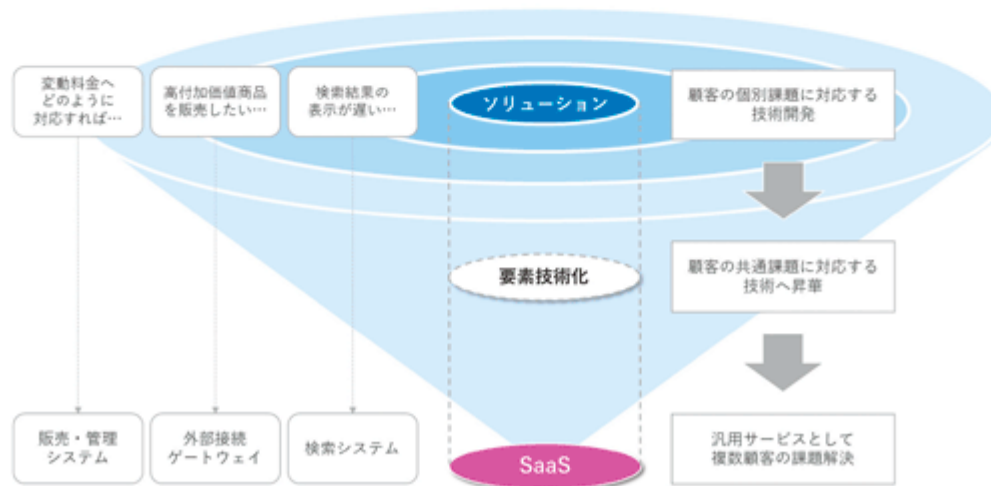 変動料金へ
どのように
対応すれば…
高付加価値商品
を販売したい…
検索結果の
表示が遅い…
ソリューション
顧客の個別課題に対応する
技術開発
要素技術化
顧客の共通課題に対応する
技術へ昇華
販売・管理
システム
外部接続
ゲートウェイ
検索システム
SaaS
汎用サービスとして
複数顧客の課題解決